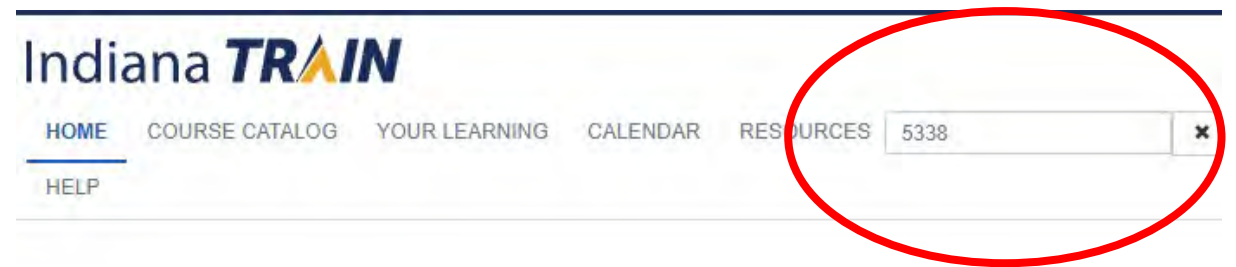 Indiana TRAIN
HOME COURSE CATALOG YOUR LEARNING CALENDAR RESOURCES 5338 ✖
HELP